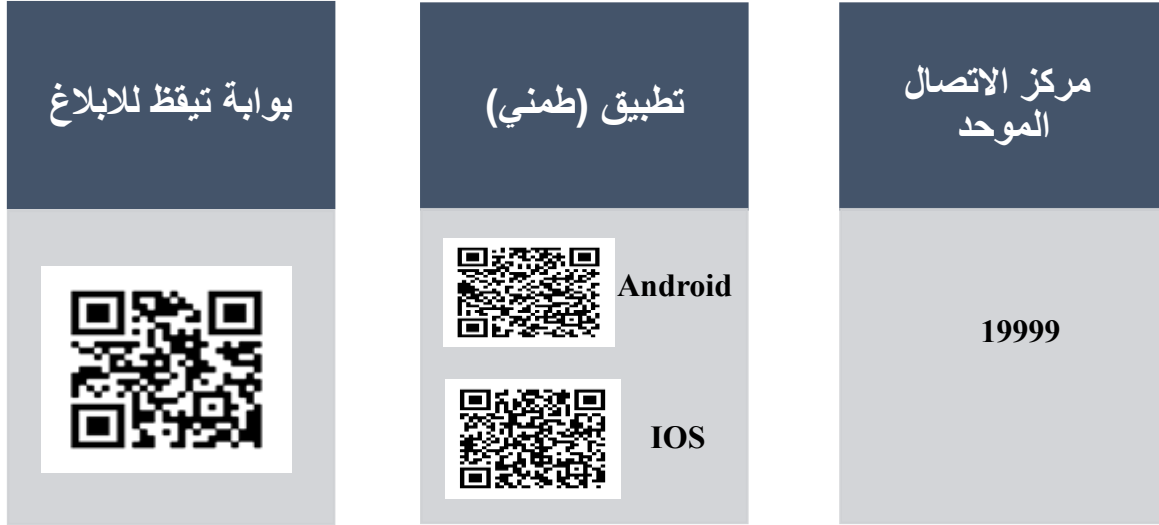 مركز الاتصال
الموحد
19999
تطبيق (طمني)
Android
IOS
بوابة تيقظ للابلاغ